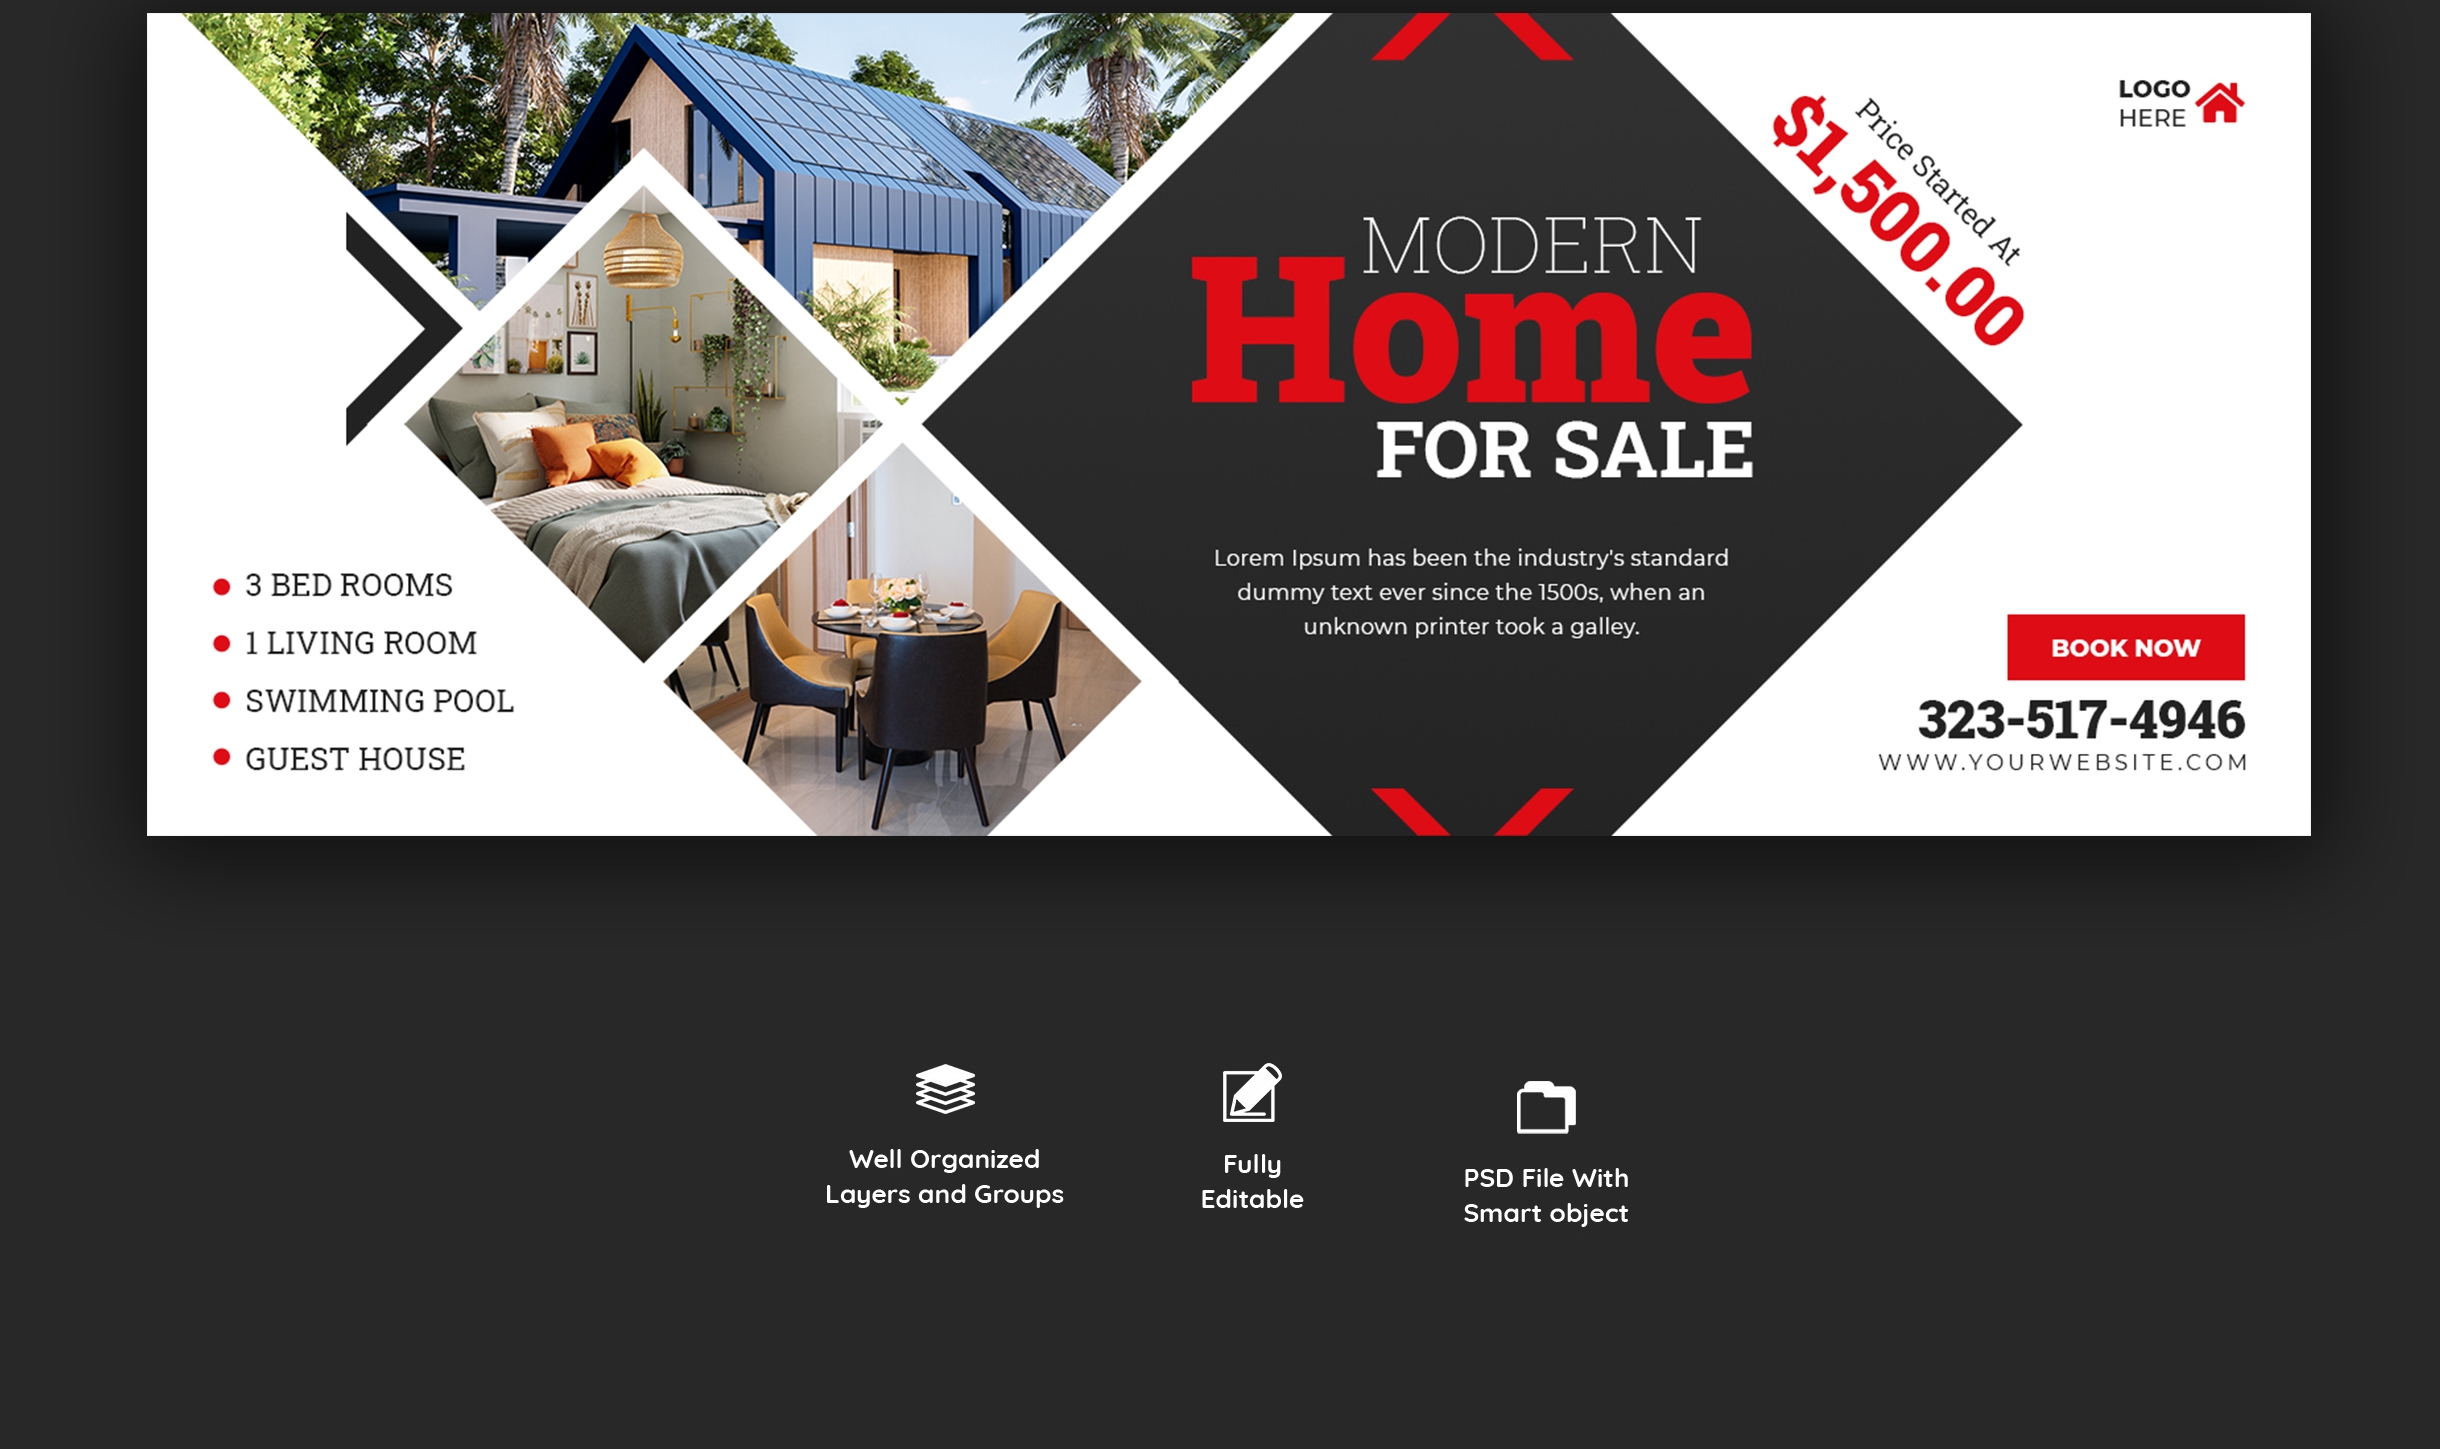 LOGO
HERE
Price Started At
$1,500.00
MODERN
Home
FOR SALE
Lorem Ipsum has been the industry's standard
dummy text ever since the 1500s, when an
unknown printer took a galley.
3 BED ROOMS
1 LIVING ROOM
SWIMMING POOL
GUEST HOUSE
BOOK NOW
323-517-4946
WWW.YOURWEBSITE.COM
Well Organized
Layers and Groups
Fully
Editable
PSD File With
Smart object